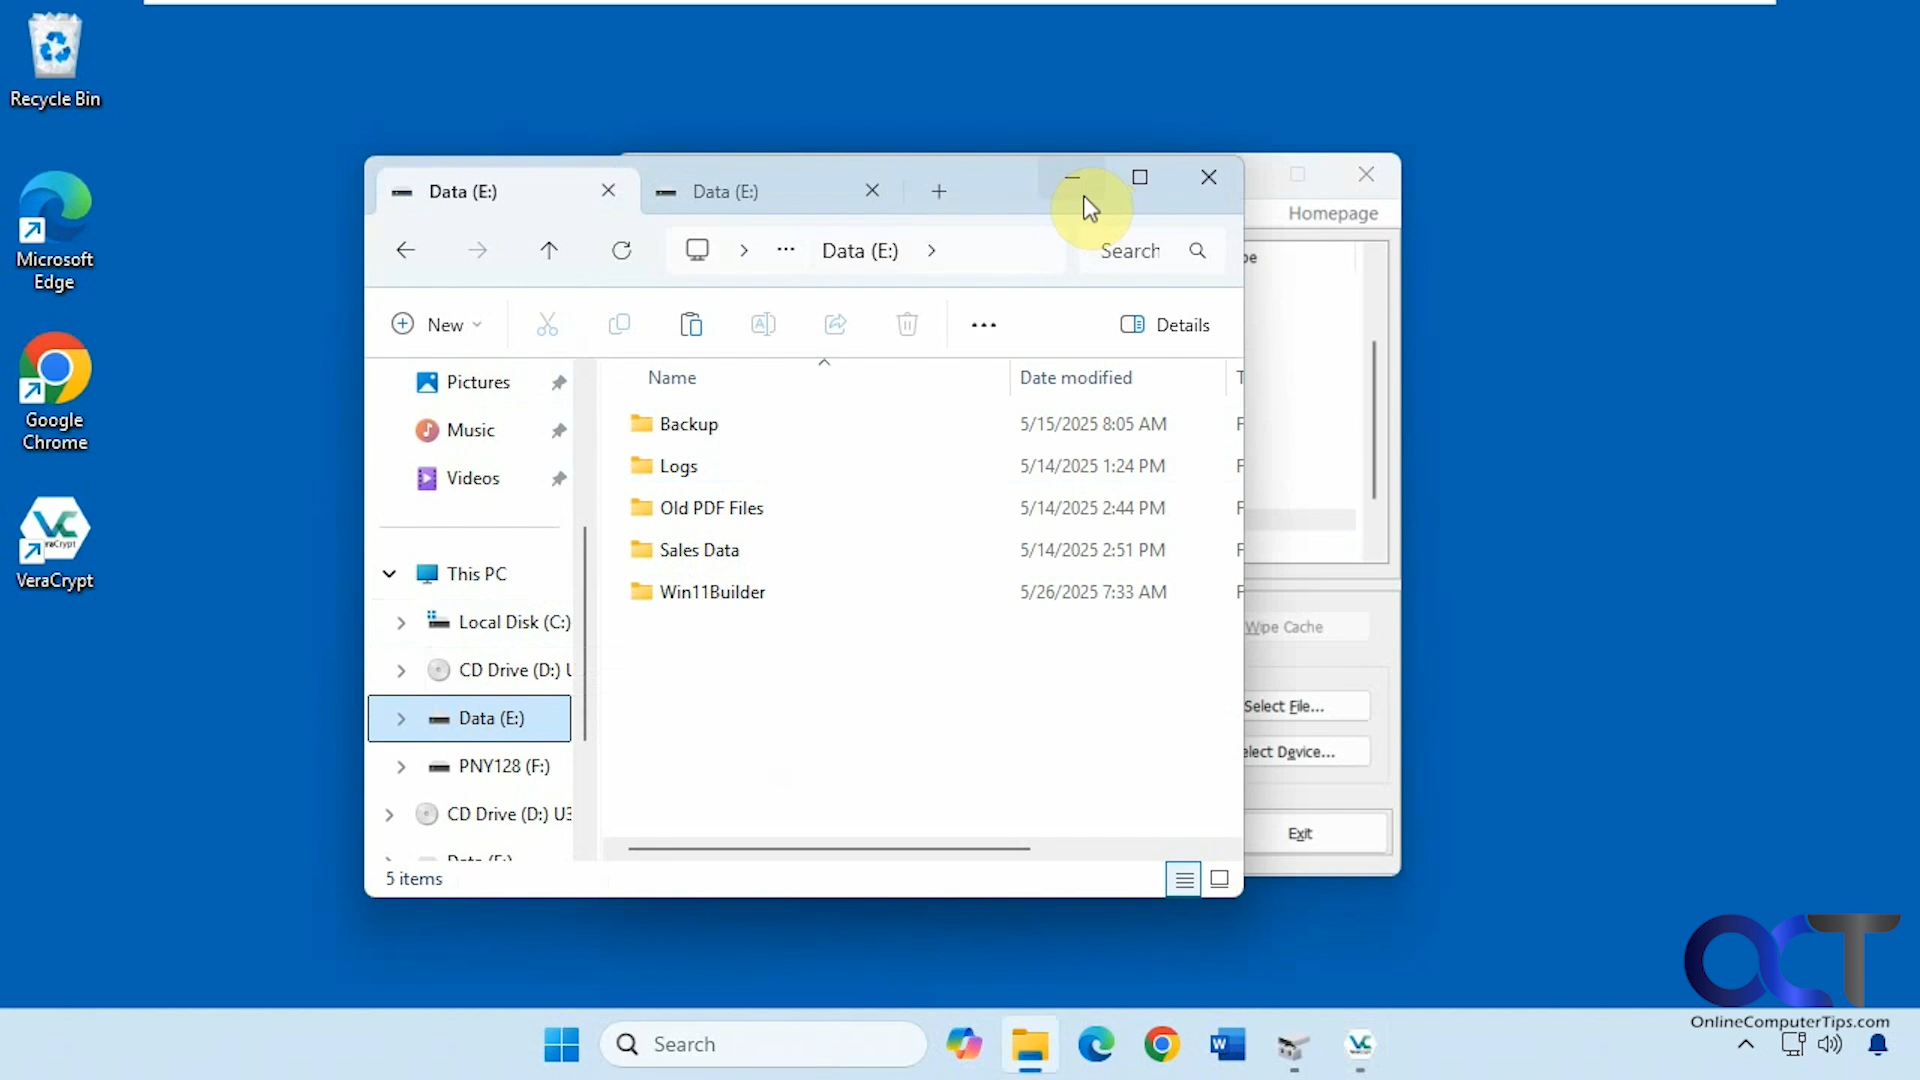 Recycle Bin
Microsoft
Edge
Google
Chrome
VeraCrypt
Data (E:)
Data (E:)
Data (E:)
Search
New
Details
Homepage
Pictures
Music
Videos
This PC
Local Disk (C:)
CD Drive (D:) U
Data (E:)
PNY128 (F:)
CD Drive (D:) U3
Name
Date modified
Backup
5/15/2025 8:05 AM
Logs
5/14/2025 1:24 PM
Old PDF Files
5/14/2025 2:44 PM
Sales Data
5/14/2025 2:51 PM
Win11Builder
5/26/2025 7:33 AM
5 items
Wipe Cache
Select File...
elect Device...
Exit
Search
OCT
OnlineComputerTips.com